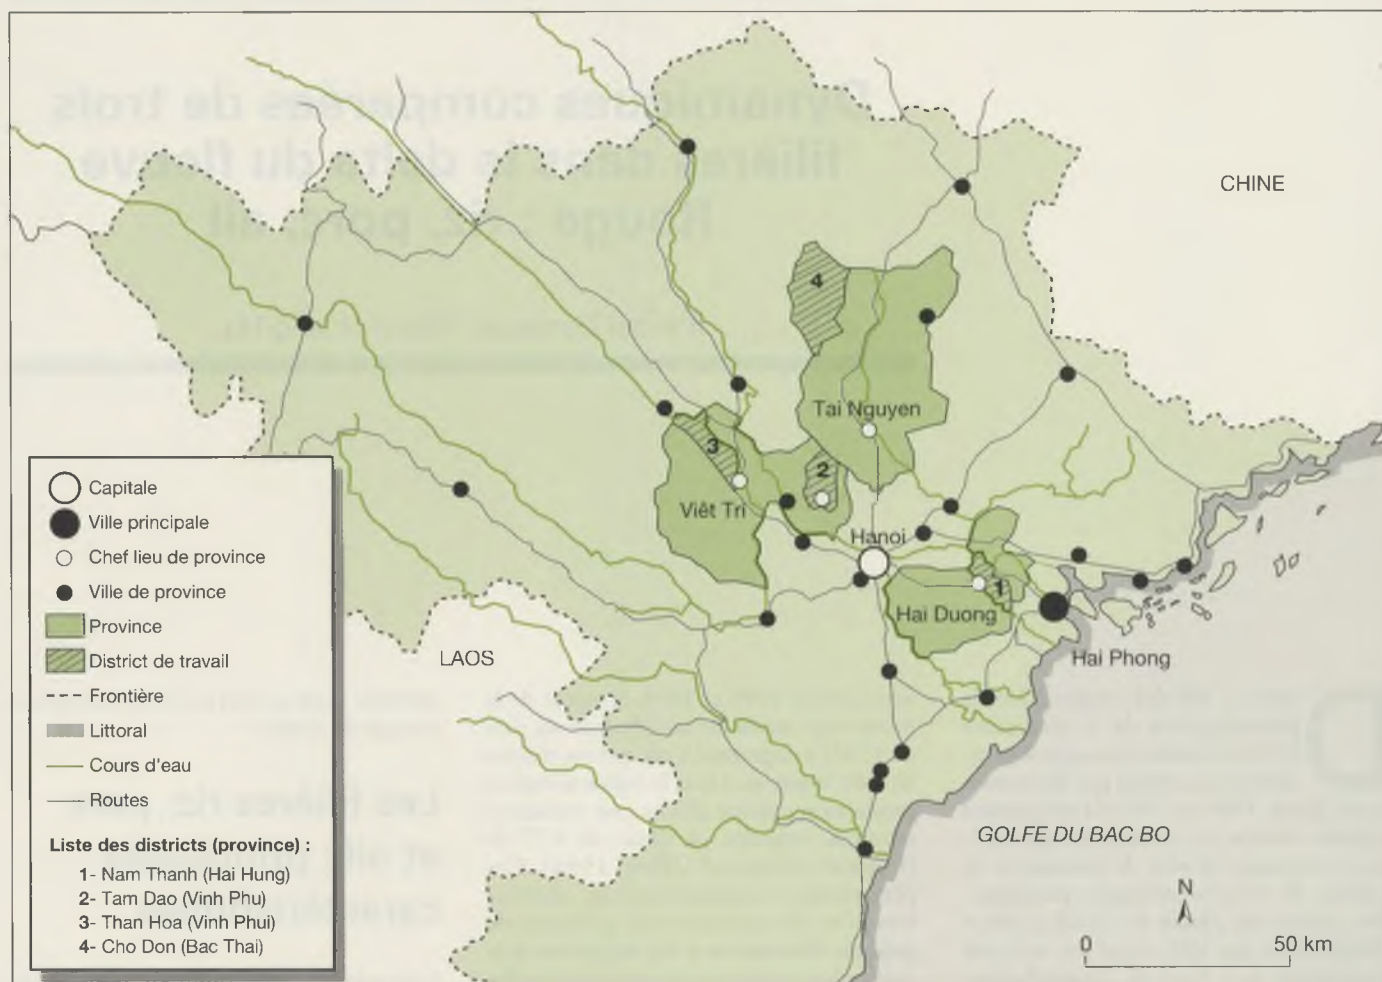 CHINE
4
Tai Nguyen
3
2
Viêt Tri
Hanoi
1
Hai Duong
LAOS
Hai Phong
GOLFE DU BAC BO
N
0 50 km
Capitale
Ville principale
Chef lieu de province
Ville de province
Province
District de travail
Frontière
Littoral
Cours d'eau
Routes
Liste des districts (province) :
1- Nam Thanh (Hai Hung)
2- Tam Dao (Vinh Phu)
3- Than Hoa (Vinh Phui)
4- Cho Don (Bac Thai)